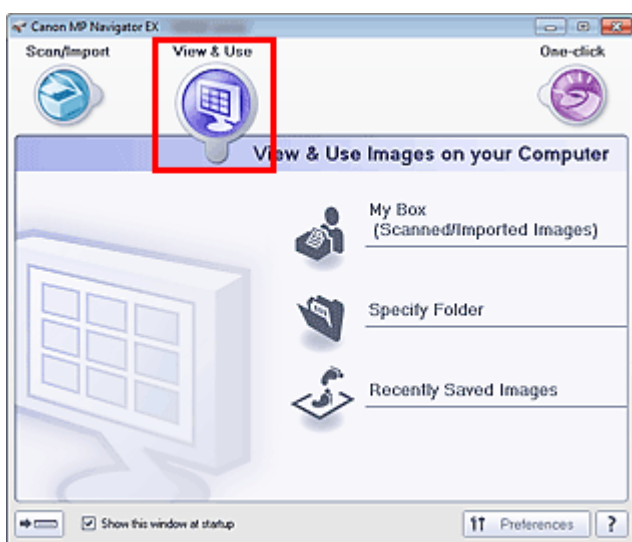 Canon MP Navigator EX
Scan/Import
View & Use
One-click
View & Use Images on your Computer
My Box
(Scanned/Imported Images)
Specify Folder
Recently Saved Images
Show this window at startup
Preferences
?